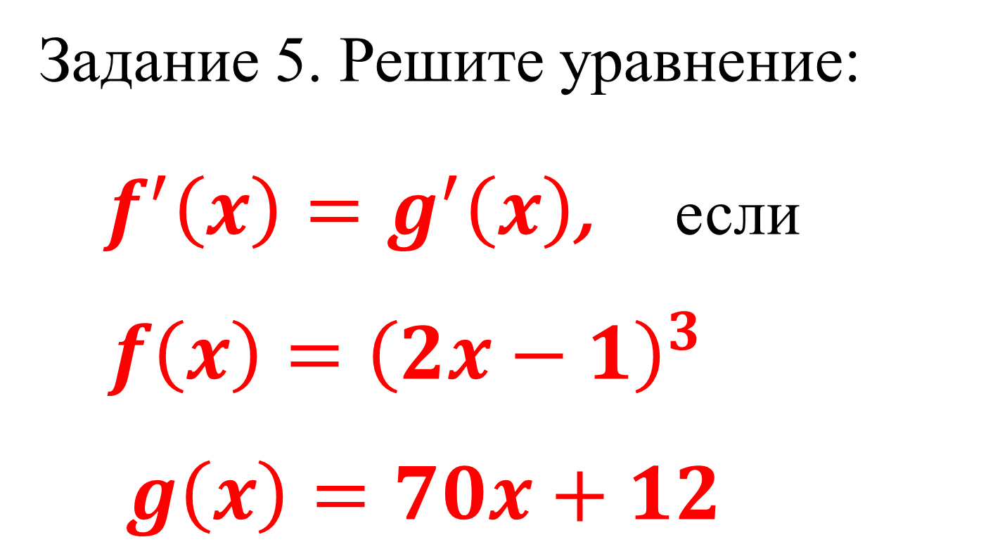 Задание 5. Решите уравнение:
f′(x) = g′(x), если
f(x) = (2x − 1)³
g(x) = 70x + 12